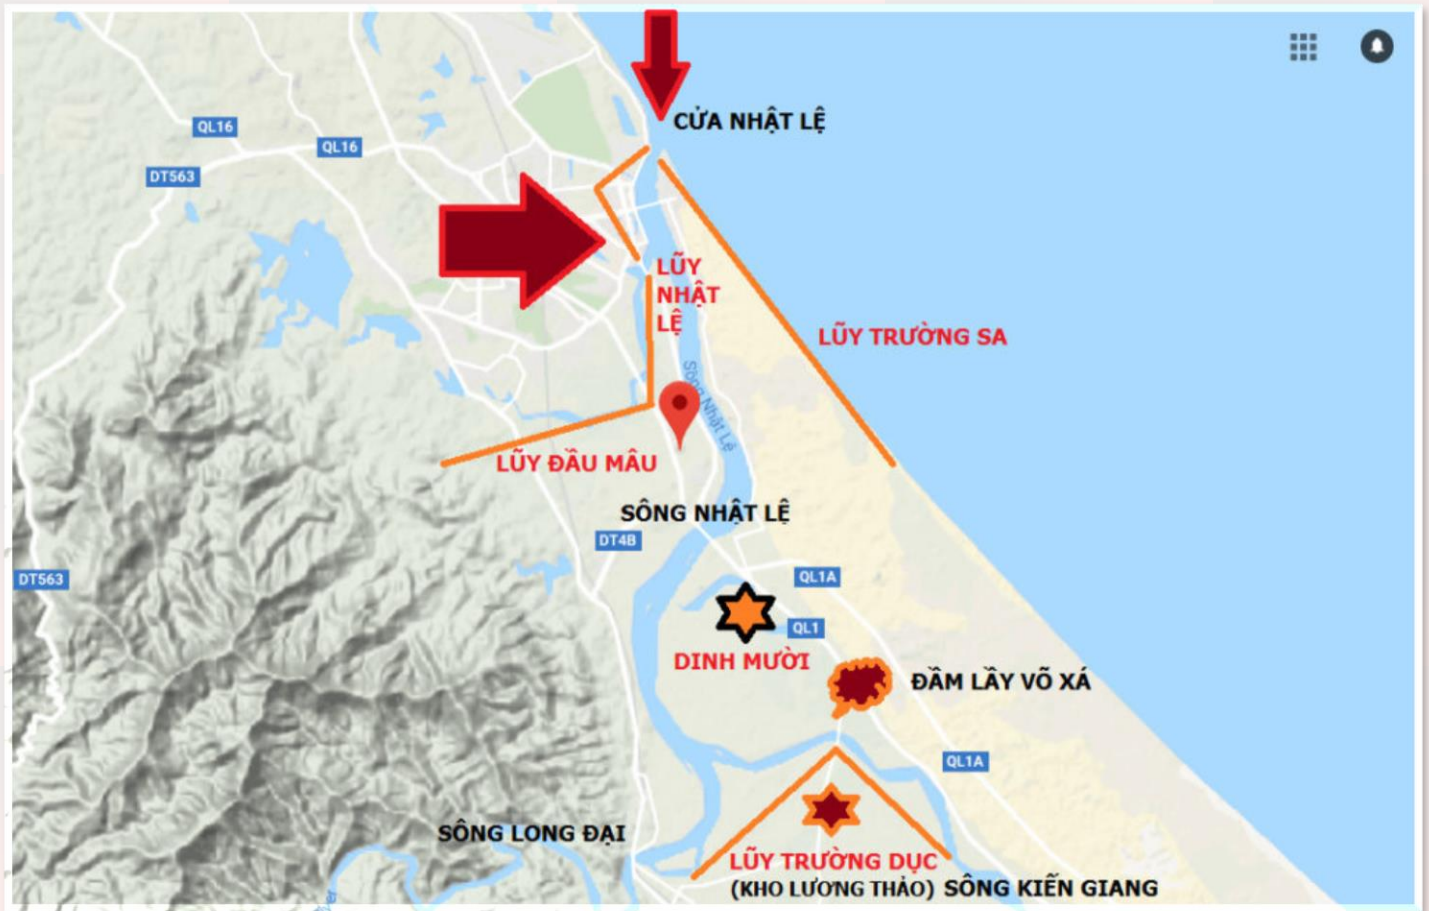 CỬA NHẬT LỆ
QL16
QL16
DT563
LŨY
NHẬT
LỆ
LŨY TRƯỜNG SA
Sông Nhật Lệ
LŨY ĐẦU MÂU
SÔNG NHẬT LỆ
DT4B
DT563
QL1A
QL1
DINH MƯỜI
ĐẦM LẦY VÕ XÁ
QL1A
SÔNG LONG ĐẠI
LŨY TRƯỜNG DỤC
(KHO LƯƠNG THẢO) SÔNG KIẾN GIANG